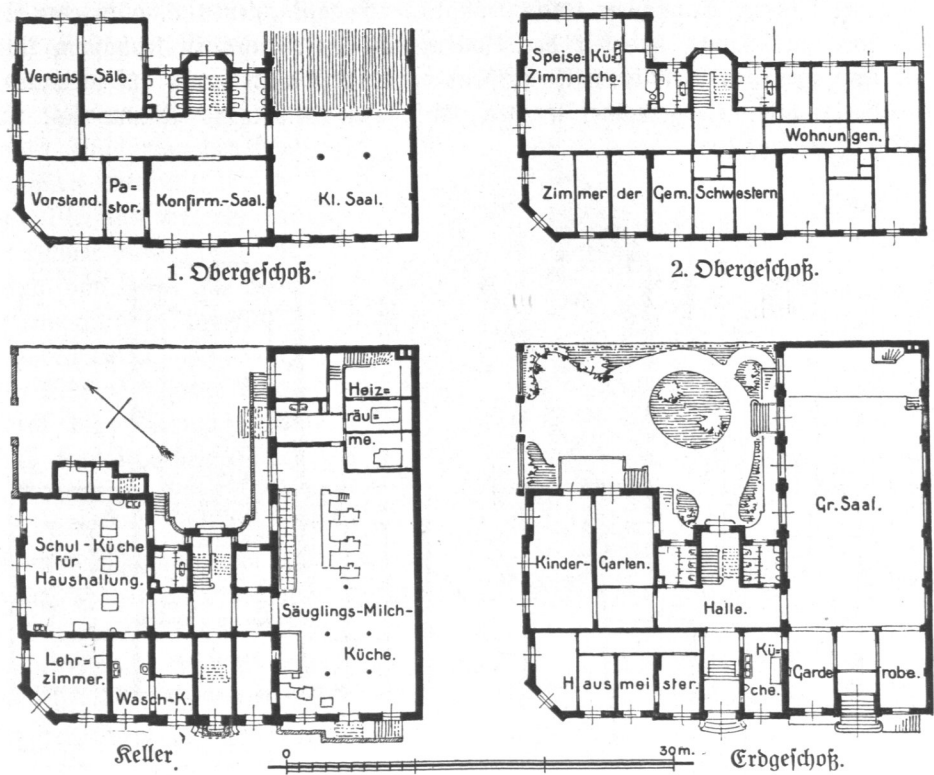 Vereins-Säle.
Vorstand.
Pa=
stor.
Konfirm.-Saal.
Kl. Saal.
1. Obergeschoß.
Speise=
Zimmer.
Kü=
che.
Wohnungen.
Zimmer der Gem. Schwestern
2. Obergeschoß.
Heiz=
räu=
me.
Schul-Küche
für
Haushaltung.
Säuglings-Milch-
Küche.
Lehr=
zimmer.
Wasch-K.
Keller.
Gr. Saal.
Kinder-Garten.
Halle.
Hausmeister.
Kü=
che.
Garderobe.
Erdgeschoß.
0
30 m.